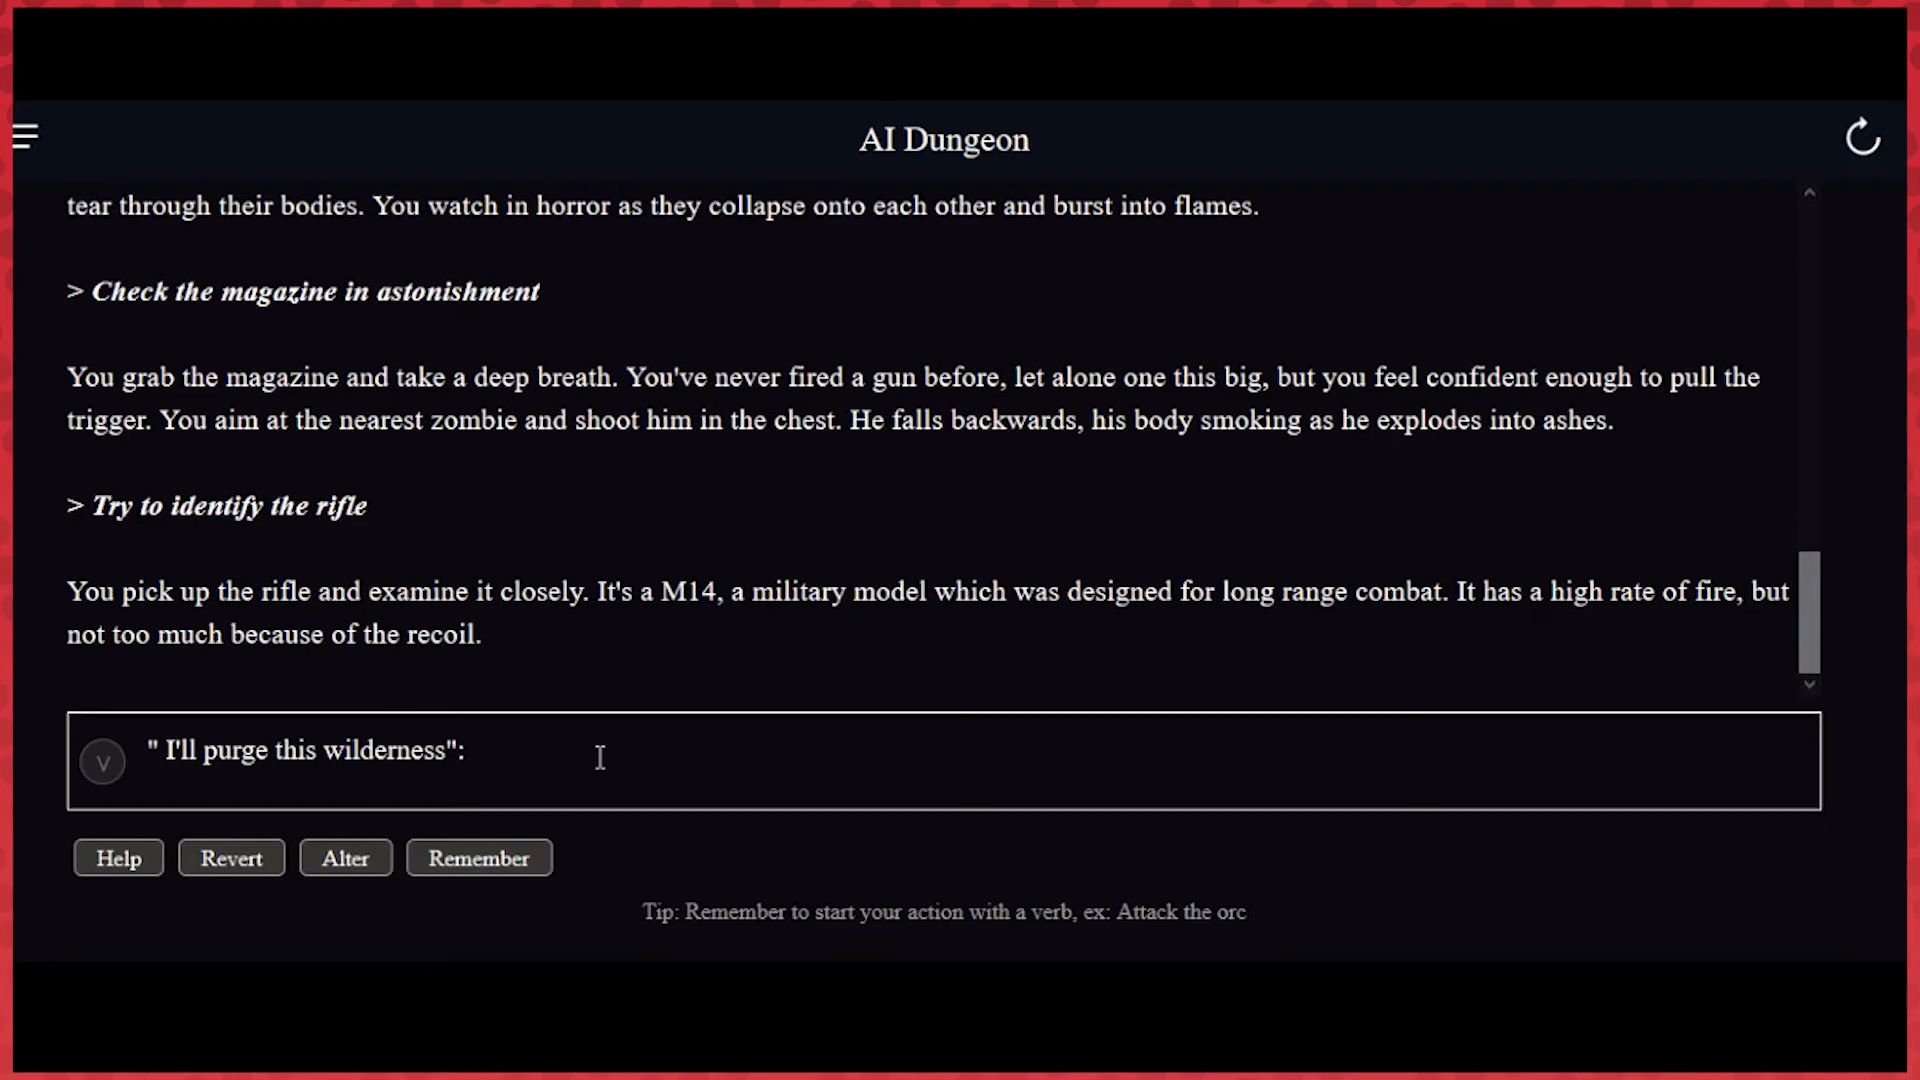 AI Dungeon
tear through their bodies. You watch in horror as they collapse onto each other and burst into flames.
> Check the magazine in astonishment
You grab the magazine and take a deep breath. You've never fired a gun before, let alone one this big, but you feel confident enough to pull the
trigger. You aim at the nearest zombie and shoot him in the chest. He falls backwards, his body smoking as he explodes into ashes.
> Try to identify the rifle
You pick up the rifle and examine it closely. It's a M14, a military model which was designed for long range combat. It has a high rate of fire, but
not too much because of the recoil.
V " I'll purge this wilderness":
Help Revert Alter Remember
Tip: Remember to start your action with a verb, ex: Attack the orc